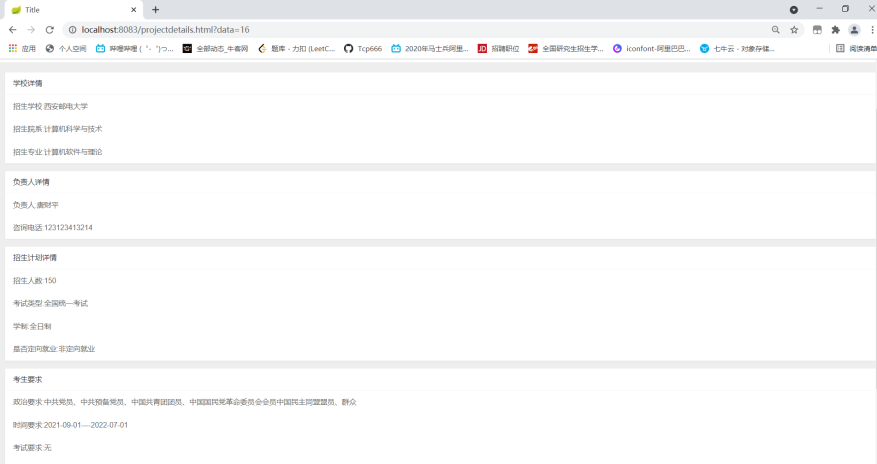 Title
localhost:8083/projectdetails.html?data=16
应用 个人空间 哔哩哔哩 ( ゜- ゜)つ... 全部动态_牛客网 题库 - 力扣 (LeetC... Tcp666 2020年马士兵阿里... 招聘职位 全国研究生招生学... iconfont-阿里巴巴... 七牛云 - 对象存储... 阅读清单
学校详情
招生学校:西安邮电大学
招生院系:计算机科学与技术
招生专业:计算机软件与理论
负责人详情
负责人:唐财平
咨询电话:123123413214
招生计划详情
招生人数:150
考试类型:全国统一考试
学制:全日制
是否定向就业:非定向就业
考生要求
政治要求:中共党员、中共预备党员、中国共青团团员、中国国民党革命委员会会员中国民主同盟盟员、群众
时间要求:2021-09-01----2022-07-01
考试要求:无